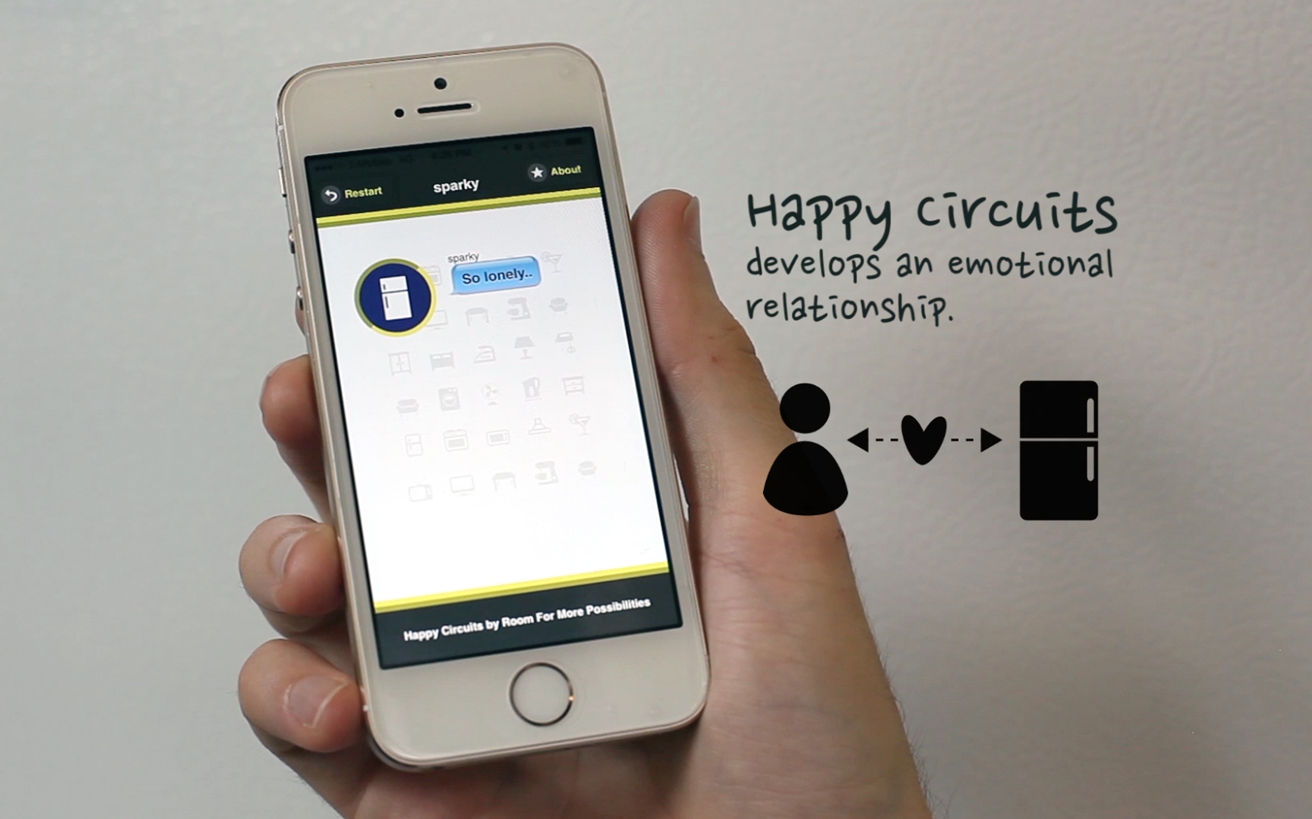 Restart
sparky
About
sparky
So lonely..
Happy Circuits by Room For More Possibilities
Happy Circuits
develops an emotional
relationship.